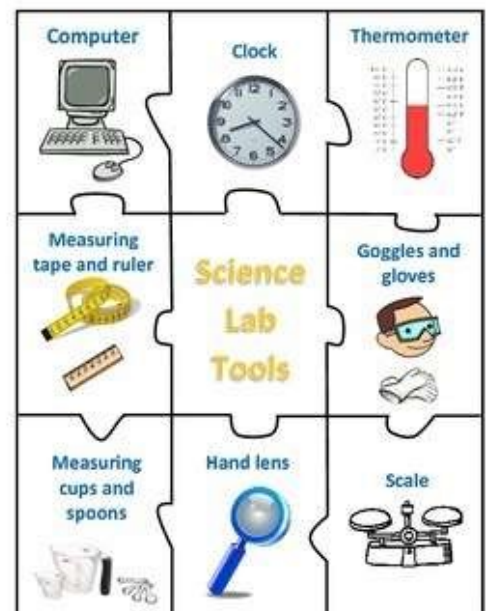 Computer
Clock
Thermometer
Measuring
tape and ruler
Science
Lab
Tools
Goggles and
gloves
Measuring
cups and
spoons
Hand lens
Scale